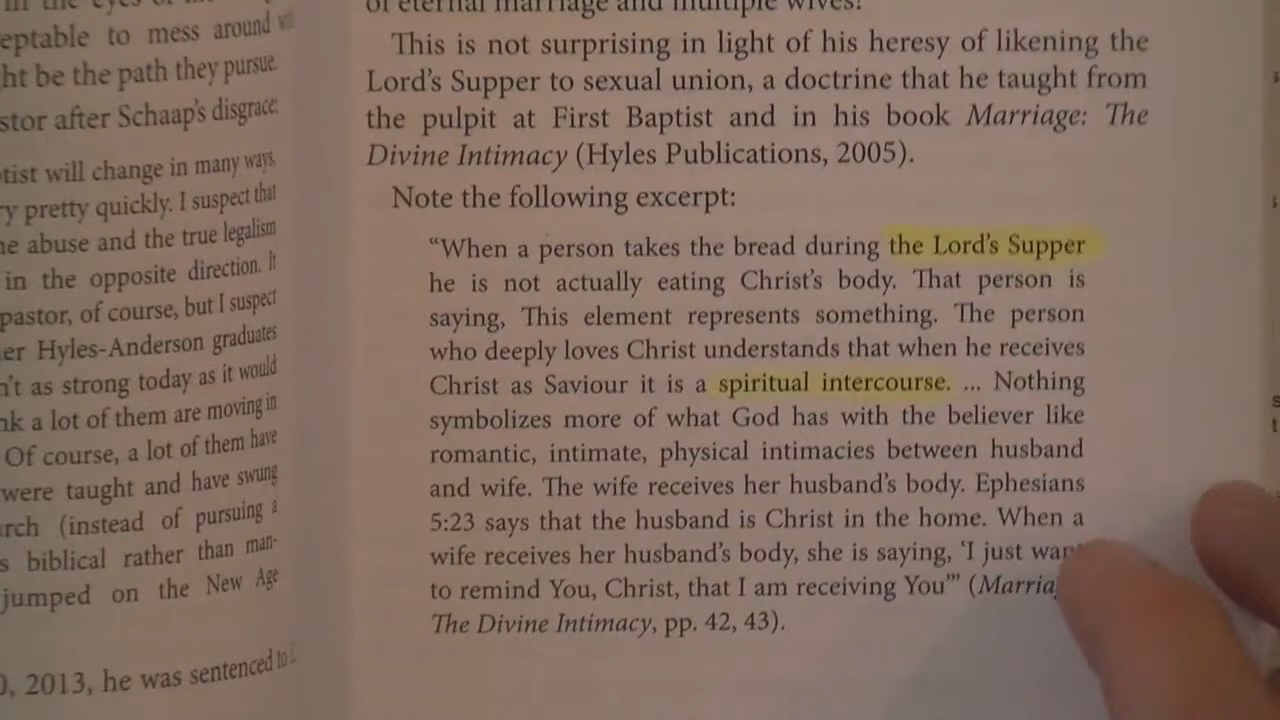 eptable to mess around
ht be the path they pursue.
stor after Schaap's disgrace:
tist will change in many ways.
ry pretty quickly. I suspect that
ne abuse and the true legalism
in the opposite direction. It
pastor, of course, but I suspect
er Hyles-Anderson graduates
n't as strong today as it would
nk a lot of them are moving in
Of course, a lot of them have
were taught and have swung
rch (instead of pursuing a
s biblical rather than man-
jumped on the New Age
0, 2013, he was sentenced to
of eternal marriage and multiple wives!
This is not surprising in light of his heresy of likening the
Lord's Supper to sexual union, a doctrine that he taught from
the pulpit at First Baptist and in his book Marriage: The
Divine Intimacy (Hyles Publications, 2005).
Note the following excerpt:
“When a person takes the bread during the Lord's Supper
he is not actually eating Christ's body. That person is
saying, This element represents something. The person
who deeply loves Christ understands that when he receives
Christ as Saviour it is a spiritual intercourse. ... Nothing
symbolizes more of what God has with the believer like
romantic, intimate, physical intimacies between husband
and wife. The wife receives her husband's body. Ephesians
5:23 says that the husband is Christ in the home. When a
wife receives her husband's body, she is saying, ‘I just wan
to remind You, Christ, that I am receiving You’” (Marria
The Divine Intimacy, pp. 42, 43).